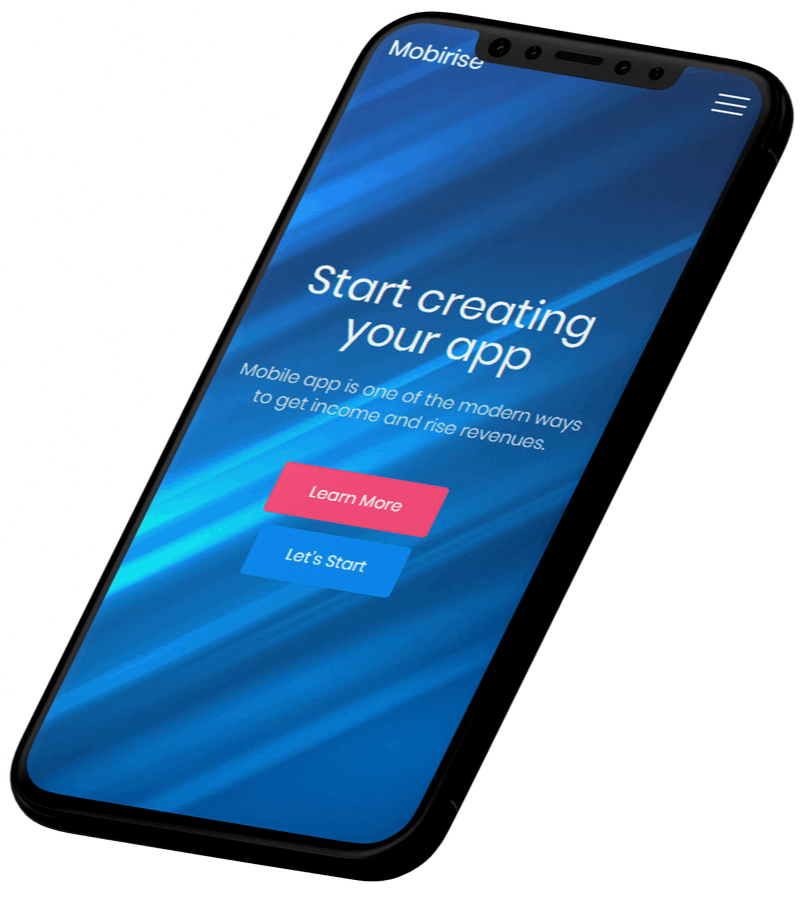 Mobirise
Start creating
your app
Mobile app is one of the modern ways
to get income and rise revenues.
Learn More
Let's Start